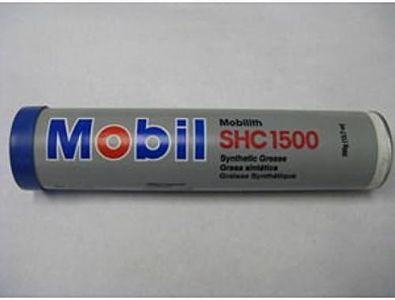 Mobil
Mobilith
SHC 1500
Synthetic Grease
Grasa sintética
Graisse Synthétique